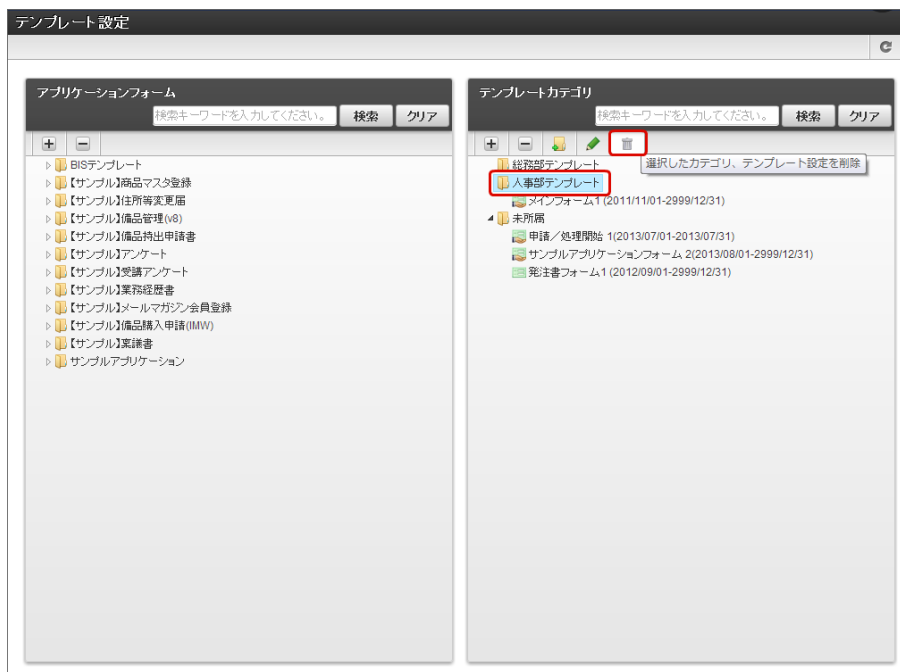 テンプレート設定
アプリケーションフォーム
検索キーワードを入力してください。 検索 クリア
BISテンプレート
【サンプル】商品マスタ登録
【サンプル】住所等変更届
【サンプル】備品管理(v8)
【サンプル】備品持出申請書
【サンプル】アンケート
【サンプル】受講アンケート
【サンプル】業務経歴書
【サンプル】メールマガジン会員登録
【サンプル】備品購入申請(IMW)
【サンプル】稟議書
サンプルアプリケーション
テンプレートカテゴリ
検索キーワードを入力してください。 検索 クリア
総務部テンプレート
選択したカテゴリ、テンプレート設定を削除
人事部テンプレート
メインフォーム1 (2011/11/01-2999/12/31)
未所属
申請／処理開始 1(2013/07/01-2013/07/31)
サンプルアプリケーションフォーム 2(2013/08/01-2999/12/31)
発注書フォーム1 (2012/09/01-2999/12/31)